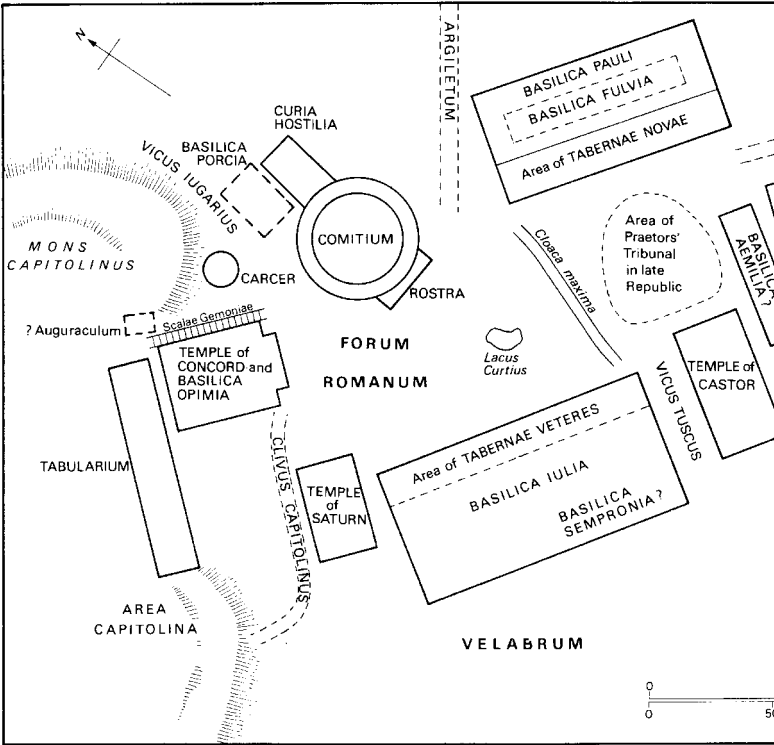 N
ARGILETUM
BASILICA PAULI
BASILICA FULVIA
Area of TABERNAE NOVAE
CURIA
HOSTILIA
BASILICA
PORCIA
VICUS IUGARIUS
COMITIUM
MONS
CAPITOLINUS
CARCER
ROSTRA
Cloaca maxima
Area of
Praetors'
Tribunal
in late
Republic
BASILICA
AEMILIA?
? Auguraculum
Scalae Gemoniae
TEMPLE of
CONCORD and
BASILICA
OPIMIA
FORUM
ROMANUM
Lacus
Curtius
TEMPLE of
CASTOR
VICUS TUSCUS
TABULARIUM
CLIVUS CAPITOLINUS
TEMPLE
of
SATURN
Area of TABERNAE VETERES
BASILICA IULIA
BASILICA
SEMPRONIA?
AREA
CAPITOLINA
VELABRUM
0
0
50